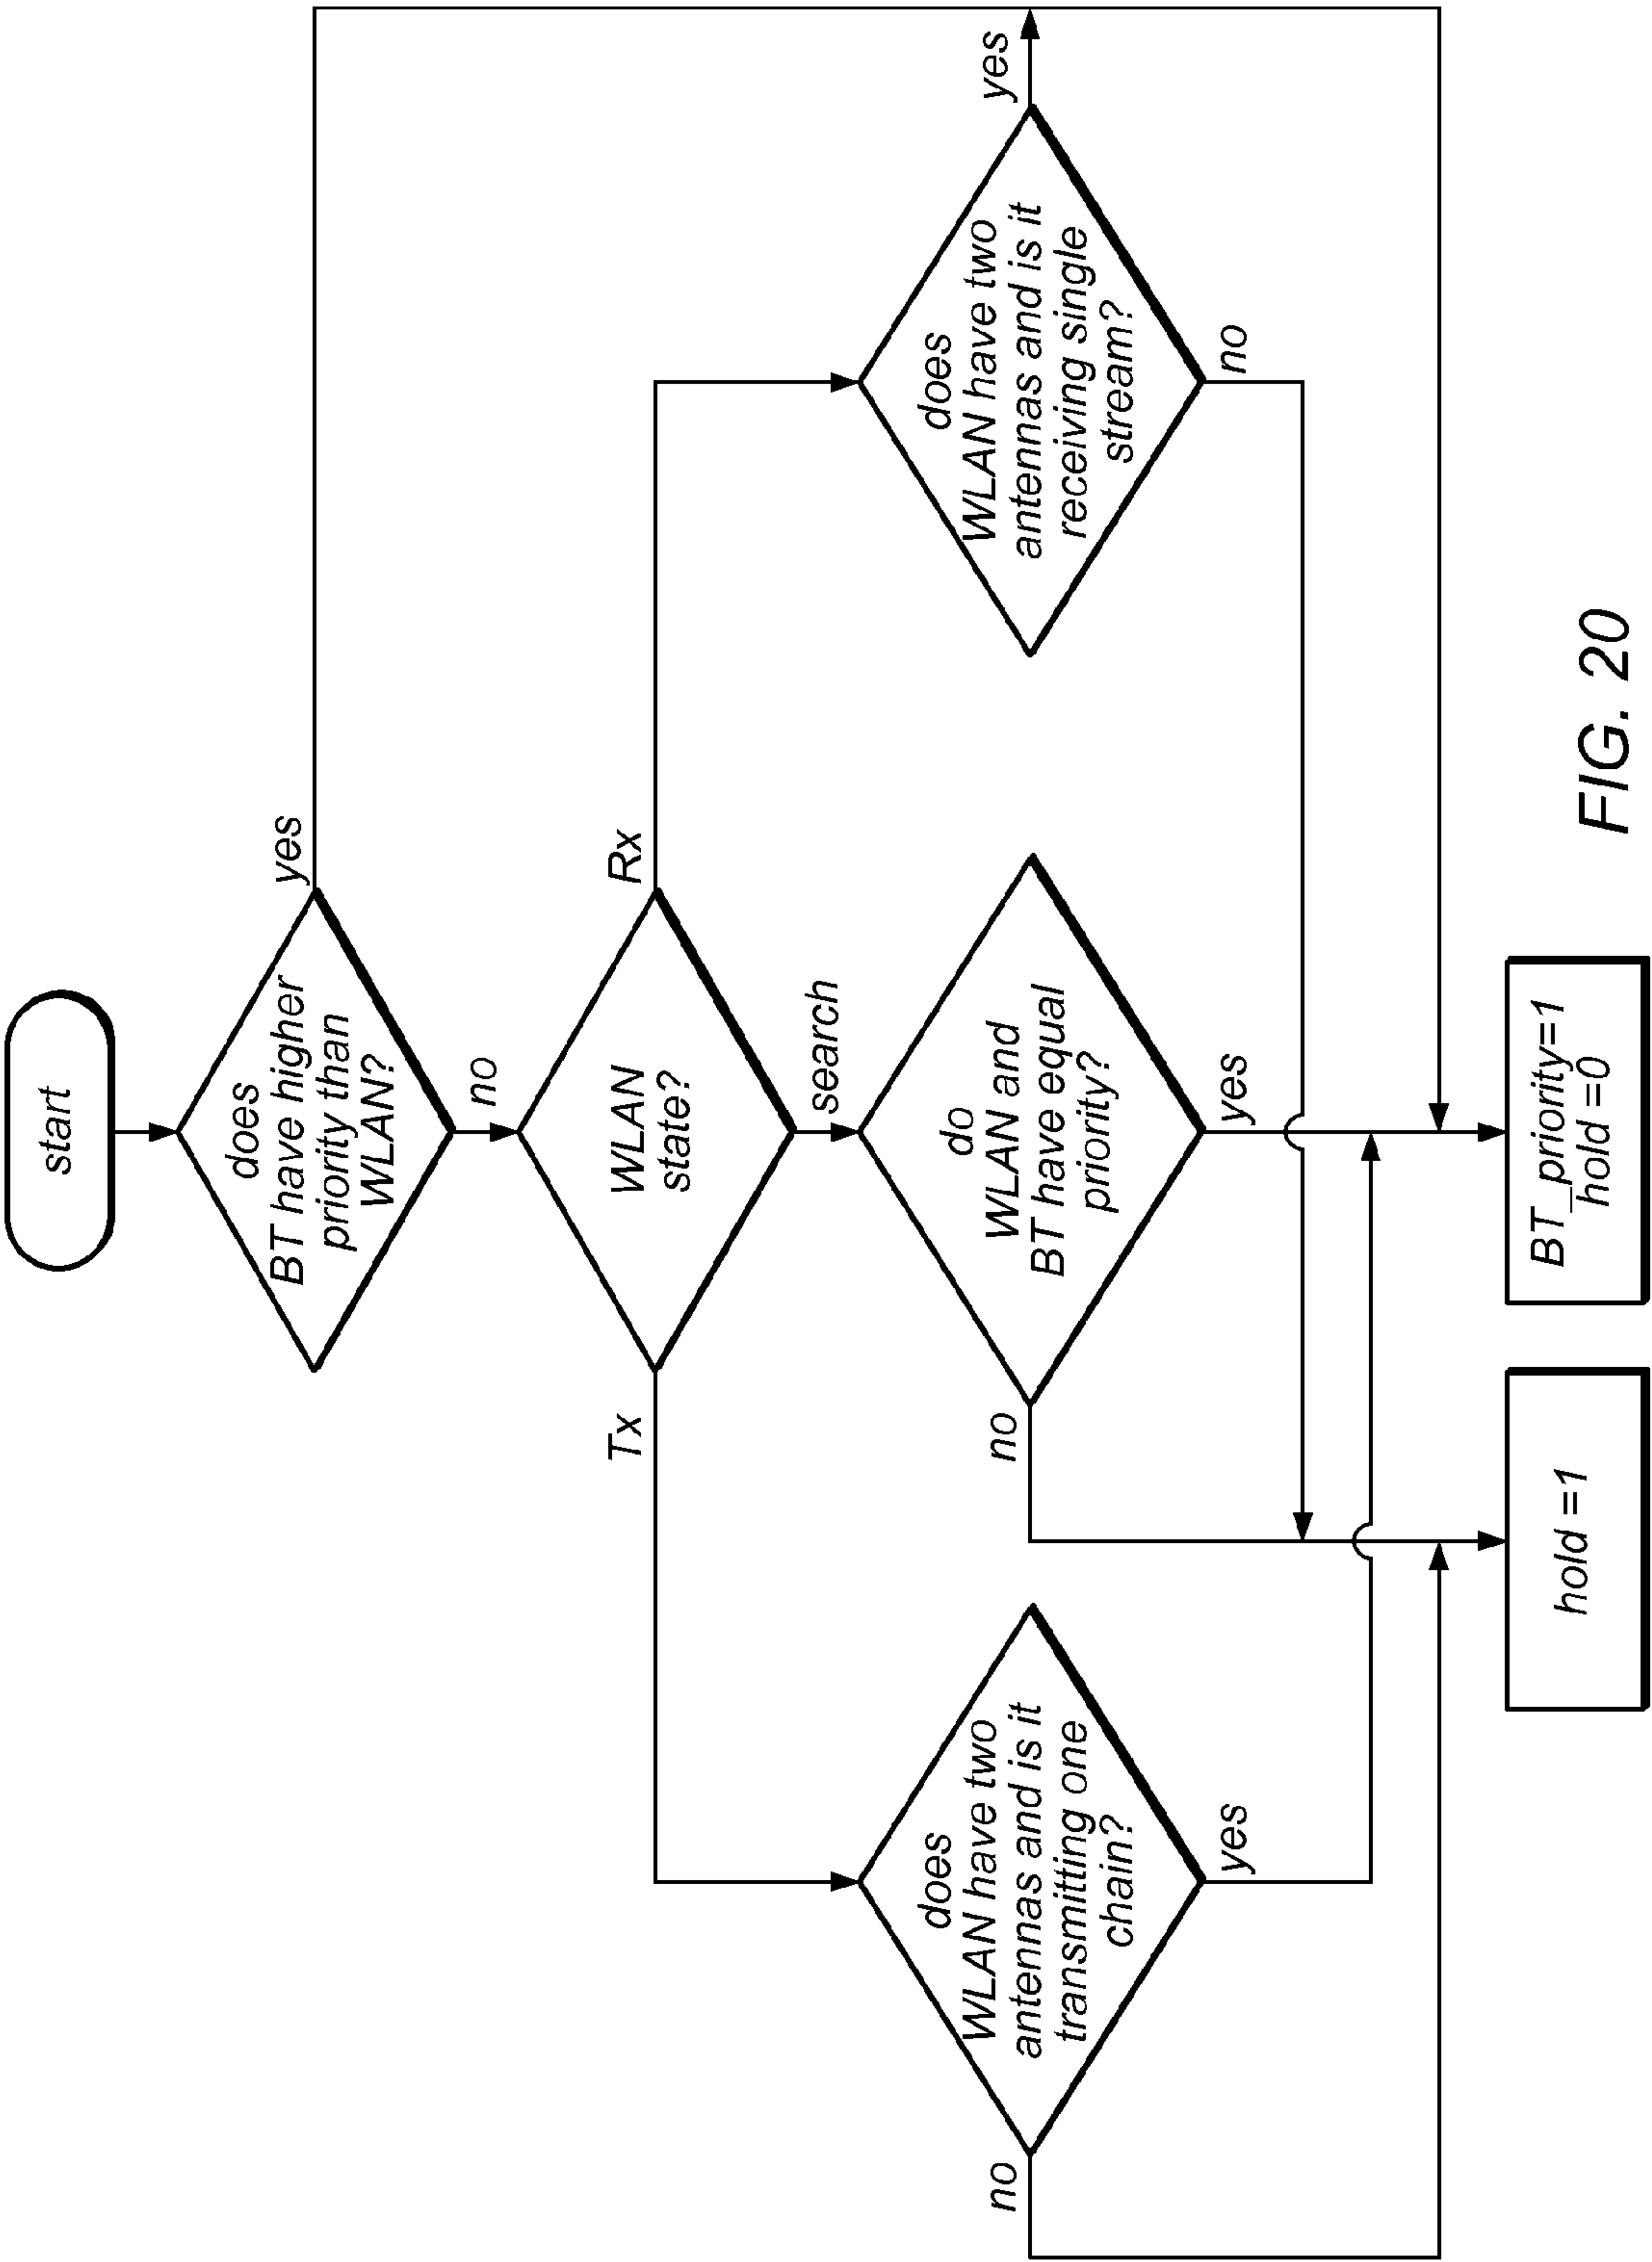 start
does
BT have higher
priority than
WLAN?
yes
no
WLAN
state?
Tx
Rx
search
does
WLAN have two
antennas and is it
transmitting one
chain?
no
yes
do
WLAN and
BT have equal
priority?
no
yes
does
WLAN have two
antennas and is it
receiving single
stream?
yes
no
hold =1
BT_priority=1
hold =0
FIG. 20